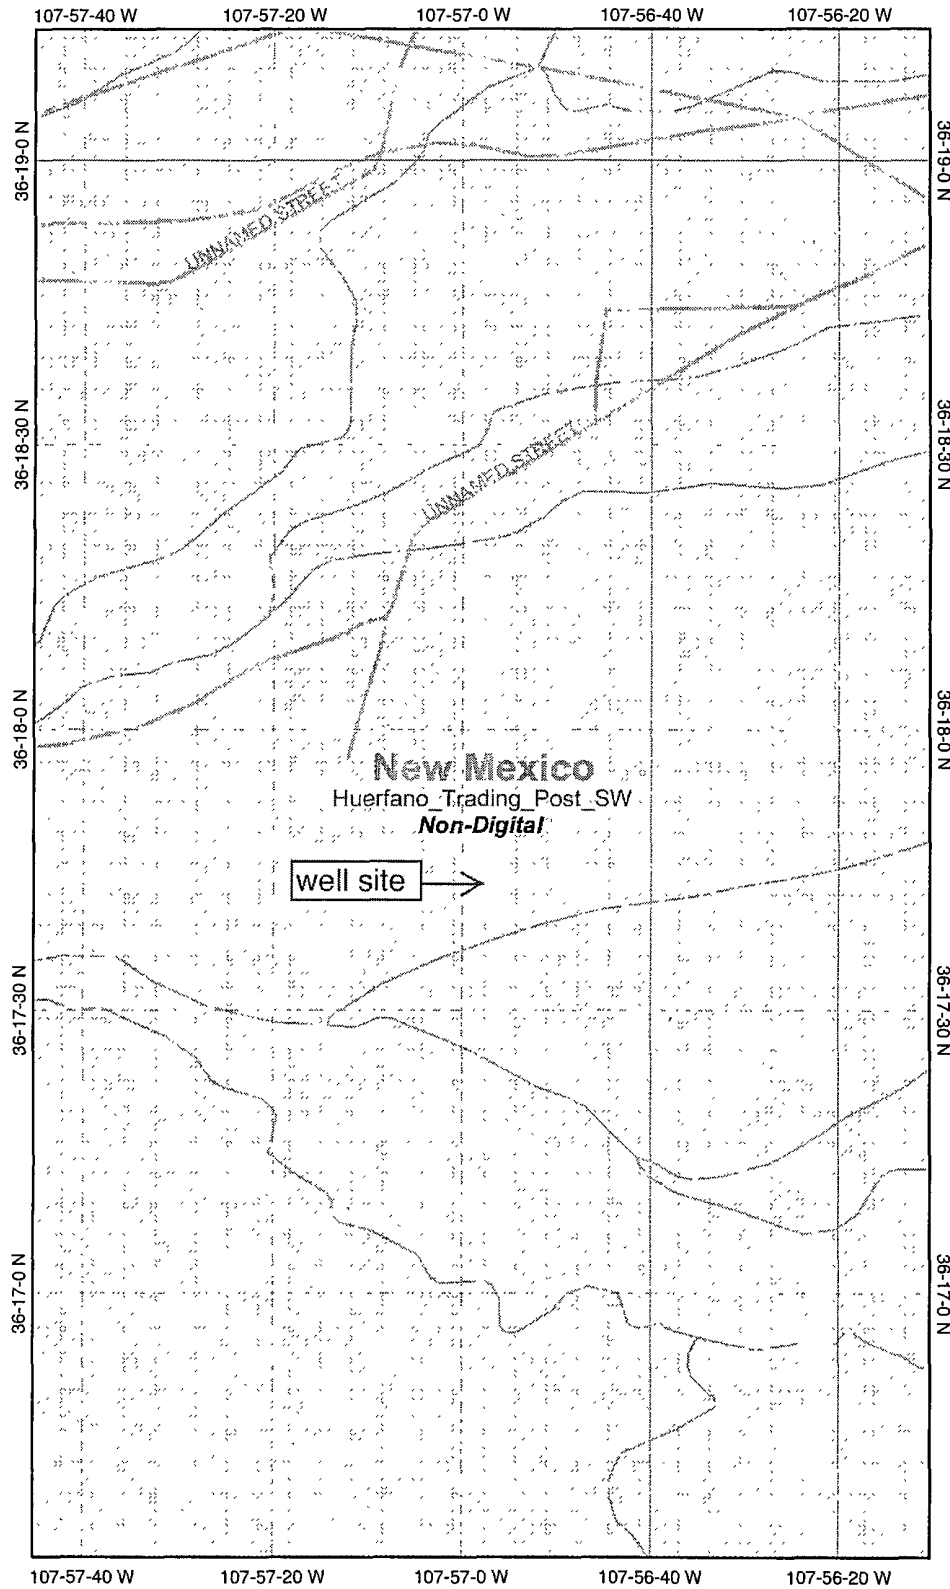 107-57-40 W 107-57-20 W 107-57-0 W 107-56-40 W 107-56-20 W
36-19-0 N
36-19-0 N
UNNAMED STREET
36-18-30 N
36-18-30 N
UNNAMED STREET
36-18-0 N
36-18-0 N
New Mexico
Huerfano_Trading_Post_SW
Non-Digital
well site
36-17-30 N
36-17-30 N
36-17-0 N
36-17-0 N
107-57-40 W 107-57-20 W 107-57-0 W 107-56-40 W 107-56-20 W